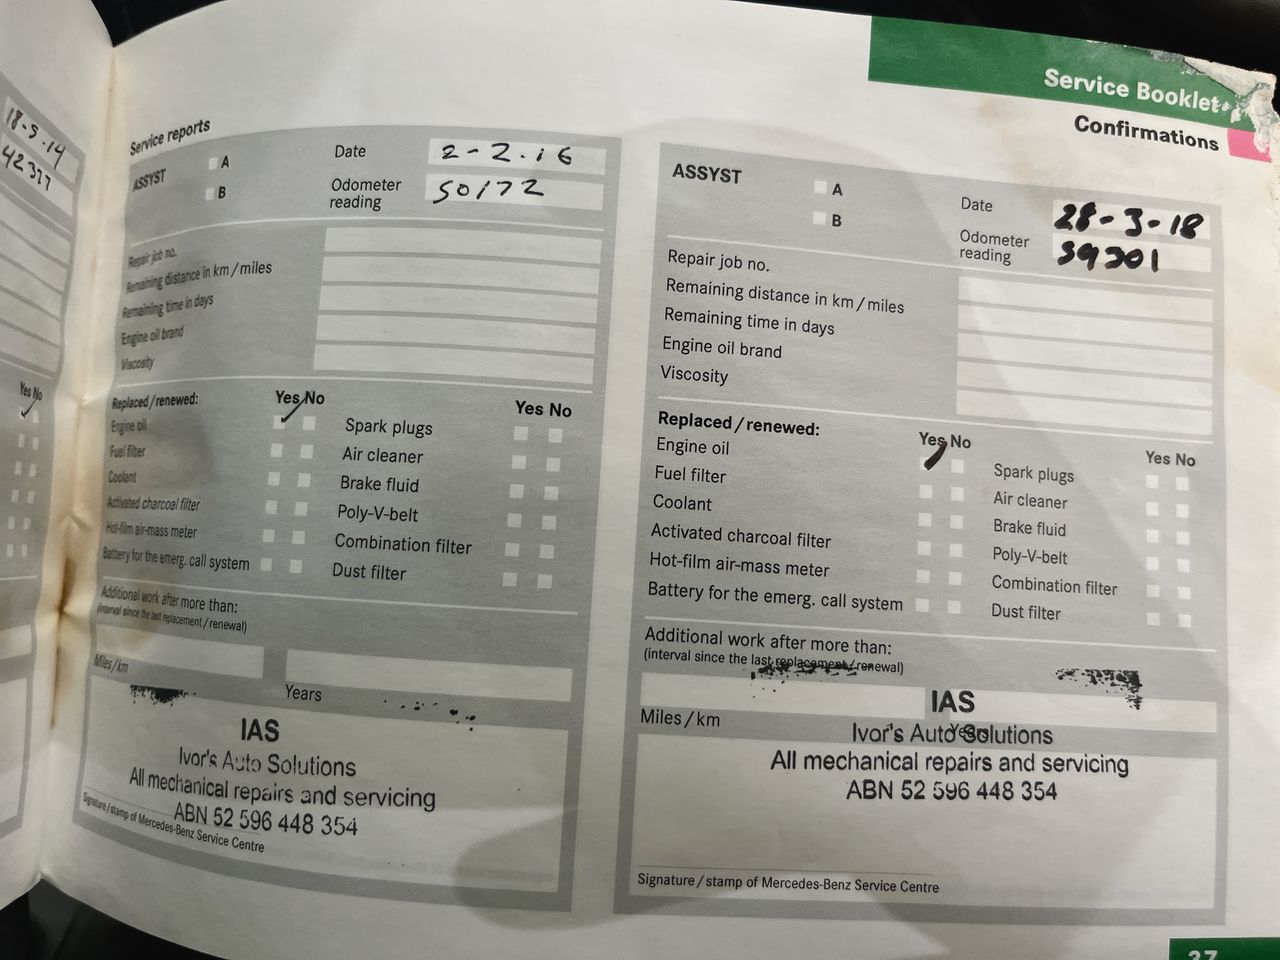 18-5-14
42377
Yes No
Service Booklet
Confirmations
Service reports
ASSYST
A
B
Date 2-2.16
Odometer reading 50172
Repair job no.
Remaining distance in km/miles
Remaining time in days
Engine oil brand
Viscosity
Replaced/renewed:
Yes No
Yes No
Engine oil
Fuel filter
Coolant
Activated charcoal filter
Hot-film air-mass meter
Battery for the emerg. call system
Spark plugs
Air cleaner
Brake fluid
Poly-V-belt
Combination filter
Dust filter
Additional work after more than:
(interval since the last replacement/renewal)
Miles/km
Years
IAS
Ivor's Auto Solutions
All mechanical repairs and servicing
ABN 52 596 448 354
Signature/stamp of Mercedes-Benz Service Centre
ASSYST
A
B
Date 28-3-18
Odometer reading 59301
Repair job no.
Remaining distance in km/miles
Remaining time in days
Engine oil brand
Viscosity
Replaced/renewed:
Yes No
Yes No
Engine oil
Fuel filter
Coolant
Activated charcoal filter
Hot-film air-mass meter
Battery for the emerg. call system
Spark plugs
Air cleaner
Brake fluid
Poly-V-belt
Combination filter
Dust filter
Additional work after more than:
(interval since the last replacement/renewal)
Miles/km
Years
IAS
Ivor's Auto Solutions
All mechanical repairs and servicing
ABN 52 596 448 354
Signature/stamp of Mercedes-Benz Service Centre
37